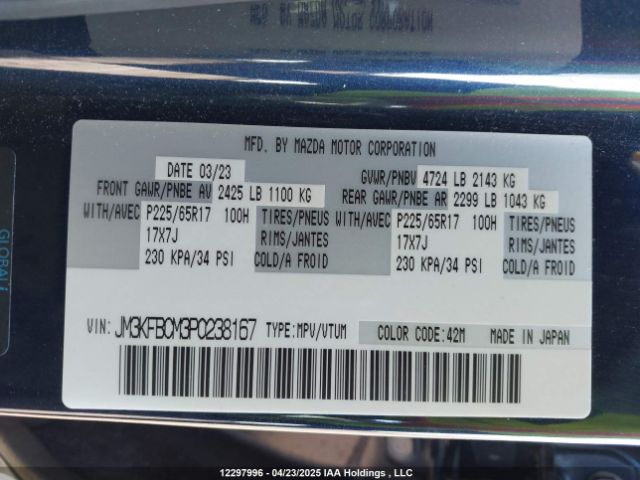 MFD. BY MAZDA MOTOR CORPORATION
DATE 03/23 GVWR/PNBV 4724 LB 2143 KG
FRONT GAWR/PNBE AV 2425 LB 1100 KG REAR GAWR/PNBE AR 2299 LB 1043 KG
WITH/AVEC P225/65R17 100H TIRES/PNEUS WITH/AVEC P225/65R17 100H TIRES/PNEUS
17X7J RIMS/JANTES 17X7J RIMS/JANTES
230 KPA/34 PSI COLD/A FROID 230 KPA/34 PSI COLD/A FROID
VIN: JM3KFBCM3P0238167 TYPE:MPV/VTUM COLOR CODE:42M MADE IN JAPAN
GLOBALi
12297996 - 04/23/2025 IAA Holdings , LLC